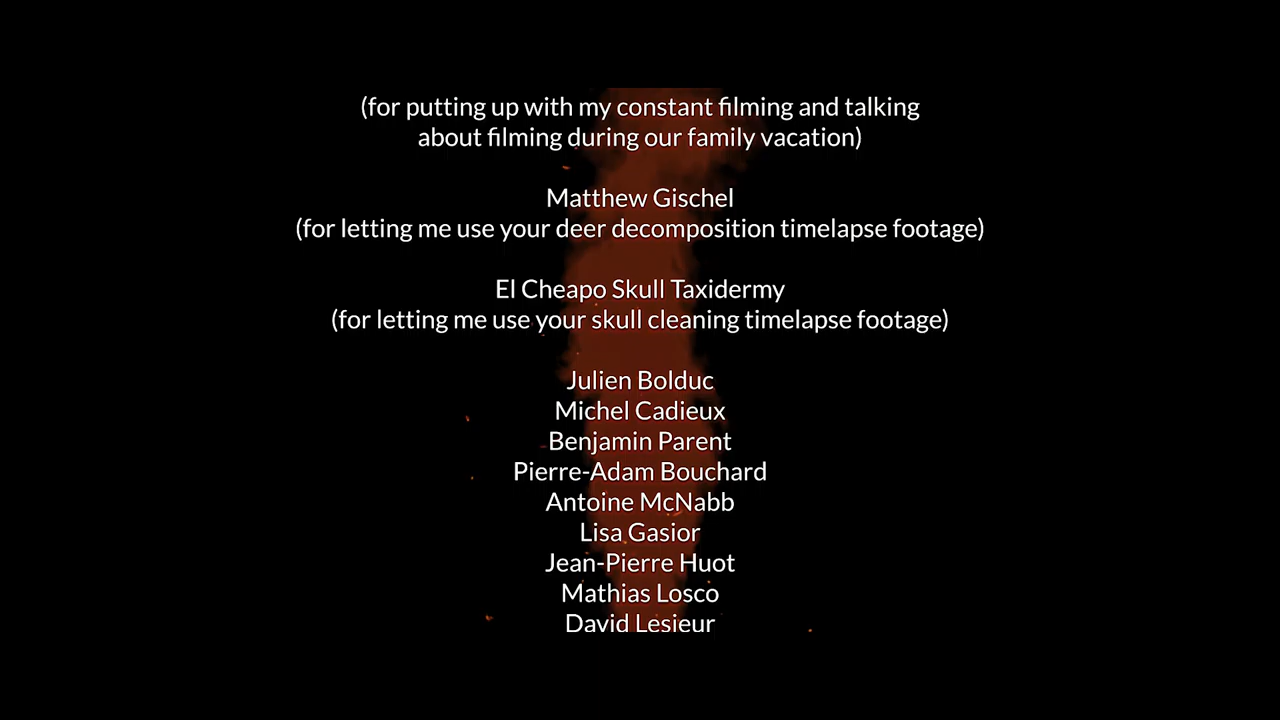 (for putting up with my constant filming and talking
about filming during our family vacation)
Matthew Gischel
(for letting me use your deer decomposition timelapse footage)
El Cheapo Skull Taxidermy
(for letting me use your skull cleaning timelapse footage)
Julien Bolduc
Michel Cadieux
Benjamin Parent
Pierre-Adam Bouchard
Antoine McNabb
Lisa Gasior
Jean-Pierre Huot
Mathias Losco
David Lesieur